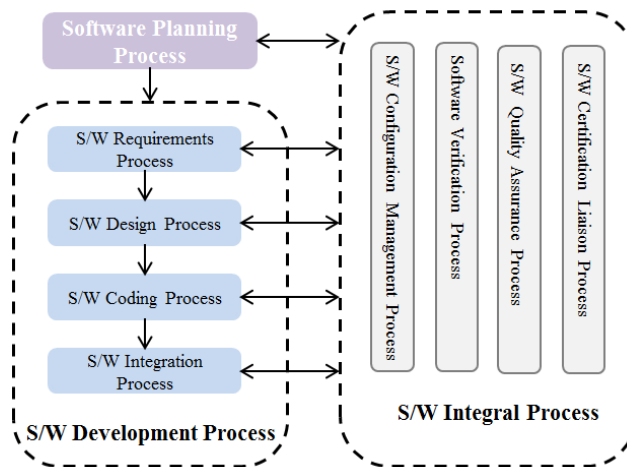 Software Planning
Process
S/W Requirements
Process
S/W Design Process
S/W Coding Process
S/W Integration
Process
S/W Development Process
S/W Configuration
Management Process
Software Verification Process
S/W Quality Assurance Process
S/W Certification
Liaison Process
S/W Integral Process